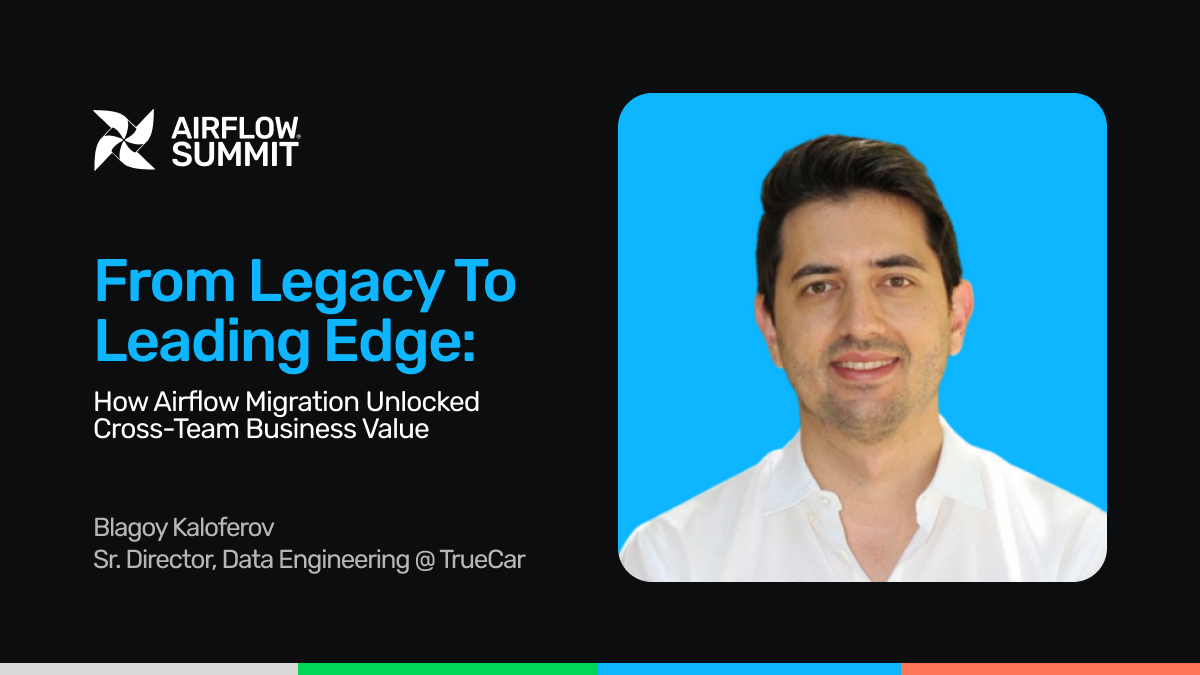 AIRFLOW
SUMMIT®
From Legacy To
Leading Edge:
How Airflow Migration Unlocked
Cross-Team Business Value
Blagoy Kaloferov
Sr. Director, Data Engineering @ TrueCar